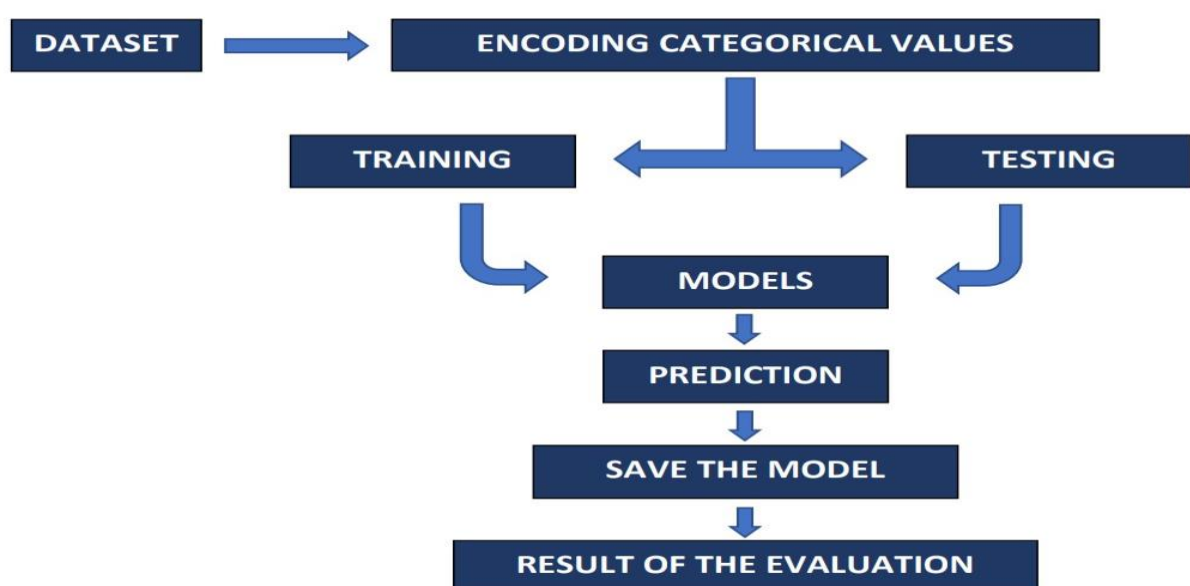 DATASET
ENCODING CATEGORICAL VALUES
TRAINING
TESTING
MODELS
PREDICTION
SAVE THE MODEL
RESULT OF THE EVALUATION